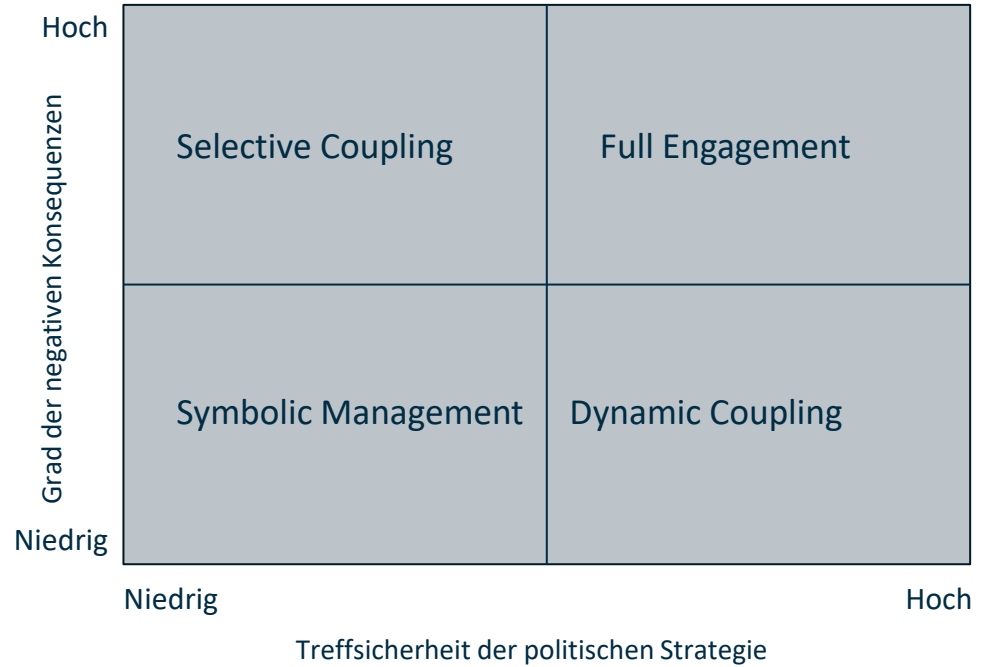 Hoch
Grad der negativen Konsequenzen
Selective Coupling
Full Engagement
Symbolic Management
Dynamic Coupling
Niedrig
Niedrig
Hoch
Treffsicherheit der politischen Strategie